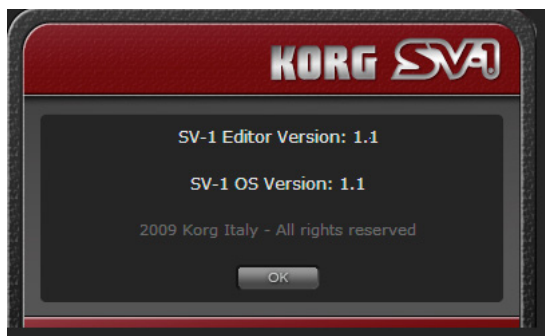 KORG SV-1
SV-1 Editor Version: 1.1
SV-1 OS Version: 1.1
2009 Korg Italy - All rights reserved
OK